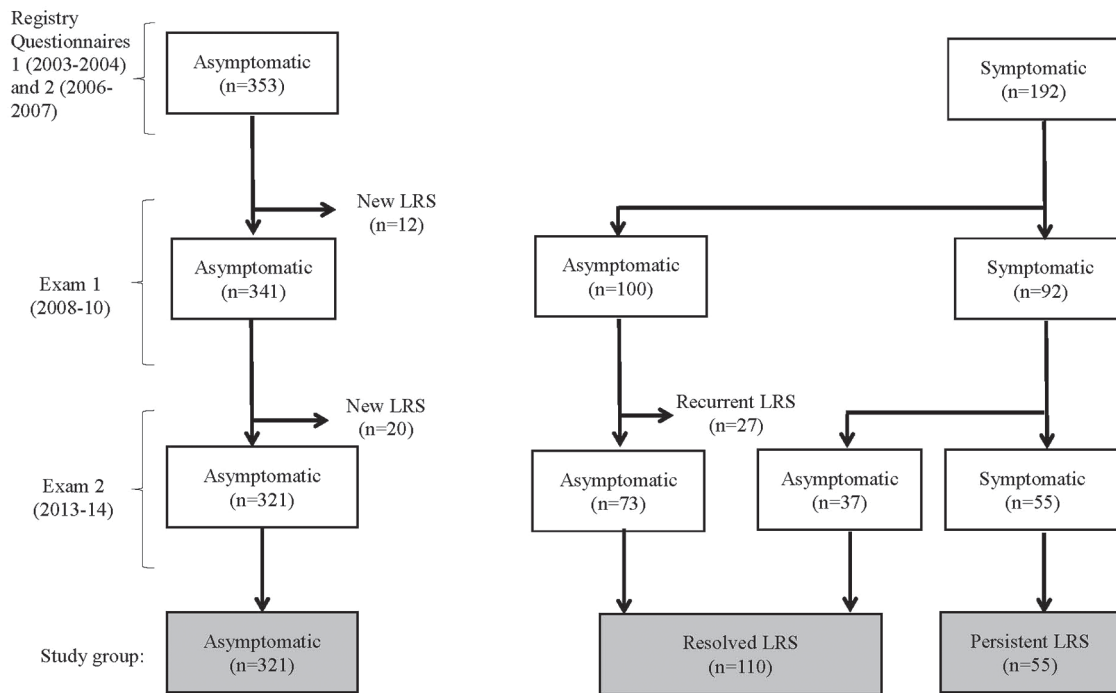 Registry
Questionnaires
1 (2003-2004)
and 2 (2006-
2007)
Asymptomatic
(n=353)
Symptomatic
(n=192)
New LRS
(n=12)
Exam 1
(2008-10)
Asymptomatic
(n=341)
Asymptomatic
(n=100)
Symptomatic
(n=92)
New LRS
(n=20)
Recurrent LRS
(n=27)
Exam 2
(2013-14)
Asymptomatic
(n=321)
Asymptomatic
(n=73)
Asymptomatic
(n=37)
Symptomatic
(n=55)
Study group:
Asymptomatic
(n=321)
Resolved LRS
(n=110)
Persistent LRS
(n=55)